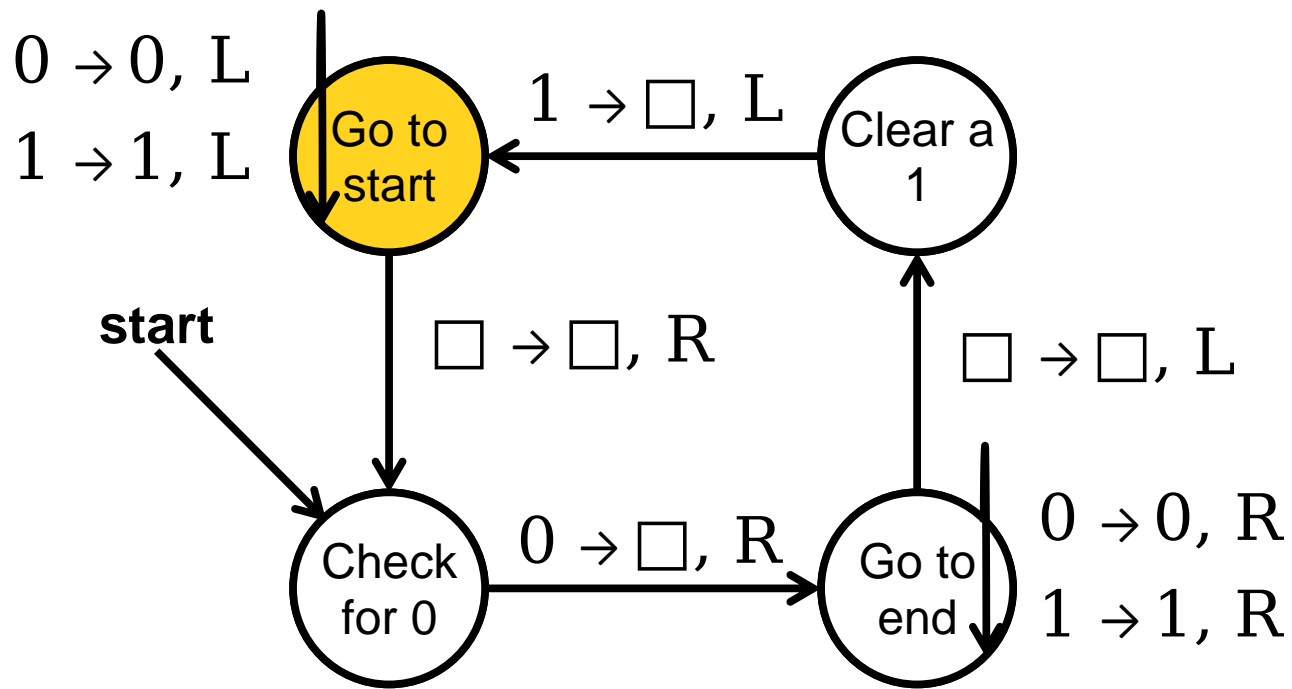 0 → 0, L
1 → 1, L
Go to
start
1 → □, L
Clear a
1
start
□ → □, R
□ → □, L
Check
for 0
0 → □, R
Go to
end
0 → 0, R
1 → 1, R